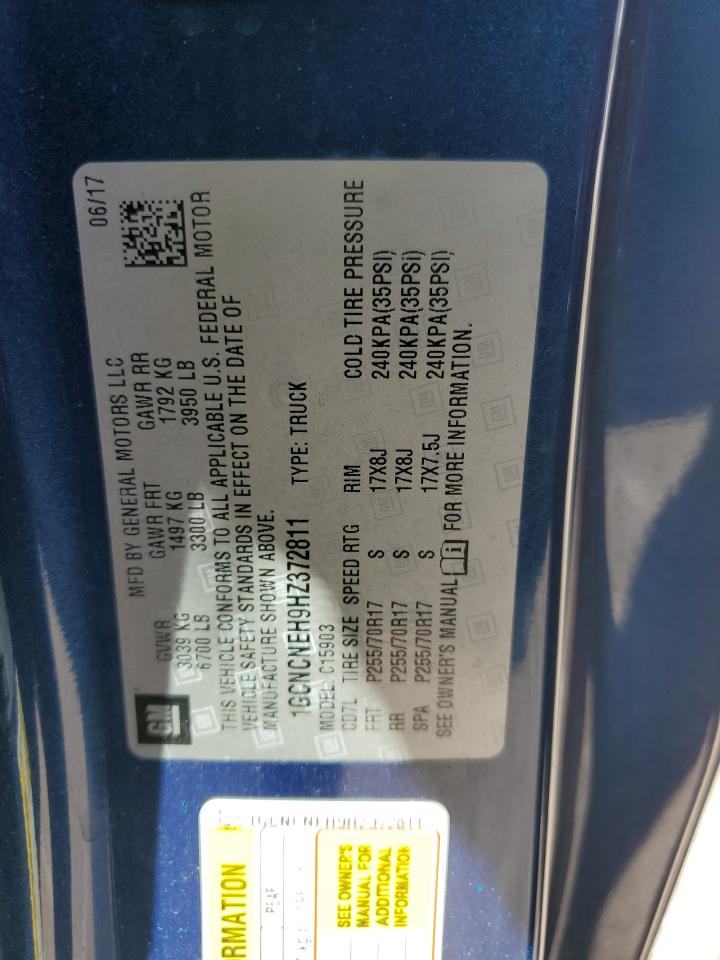 GM
MFD BY GENERAL MOTORS LLC 06/17
GVWR GAWR FRT GAWR RR
3039 KG 1497 KG 1792 KG
6700 LB 3300 LB 3950 LB
THIS VEHICLE CONFORMS TO ALL APPLICABLE U.S. FEDERAL MOTOR
VEHICLE SAFETY STANDARDS IN EFFECT ON THE DATE OF
MANUFACTURE SHOWN ABOVE.
1GCNCNEH9HZ372811 TYPE: TRUCK
MODEL: C15903
CD7L TIRE SIZE SPEED RTG RIM COLD TIRE PRESSURE
FRT P255/70R17 S 17X8J 240KPA(35PSI)
RR P255/70R17 S 17X8J 240KPA(35PSI)
SPA P255/70R17 S 17X7.5J 240KPA(35PSI)
SEE OWNER'S MANUAL i FOR MORE INFORMATION.
RMATION
SEE OWNER'S
MANUAL FOR
ADDITIONAL
INFORMATION